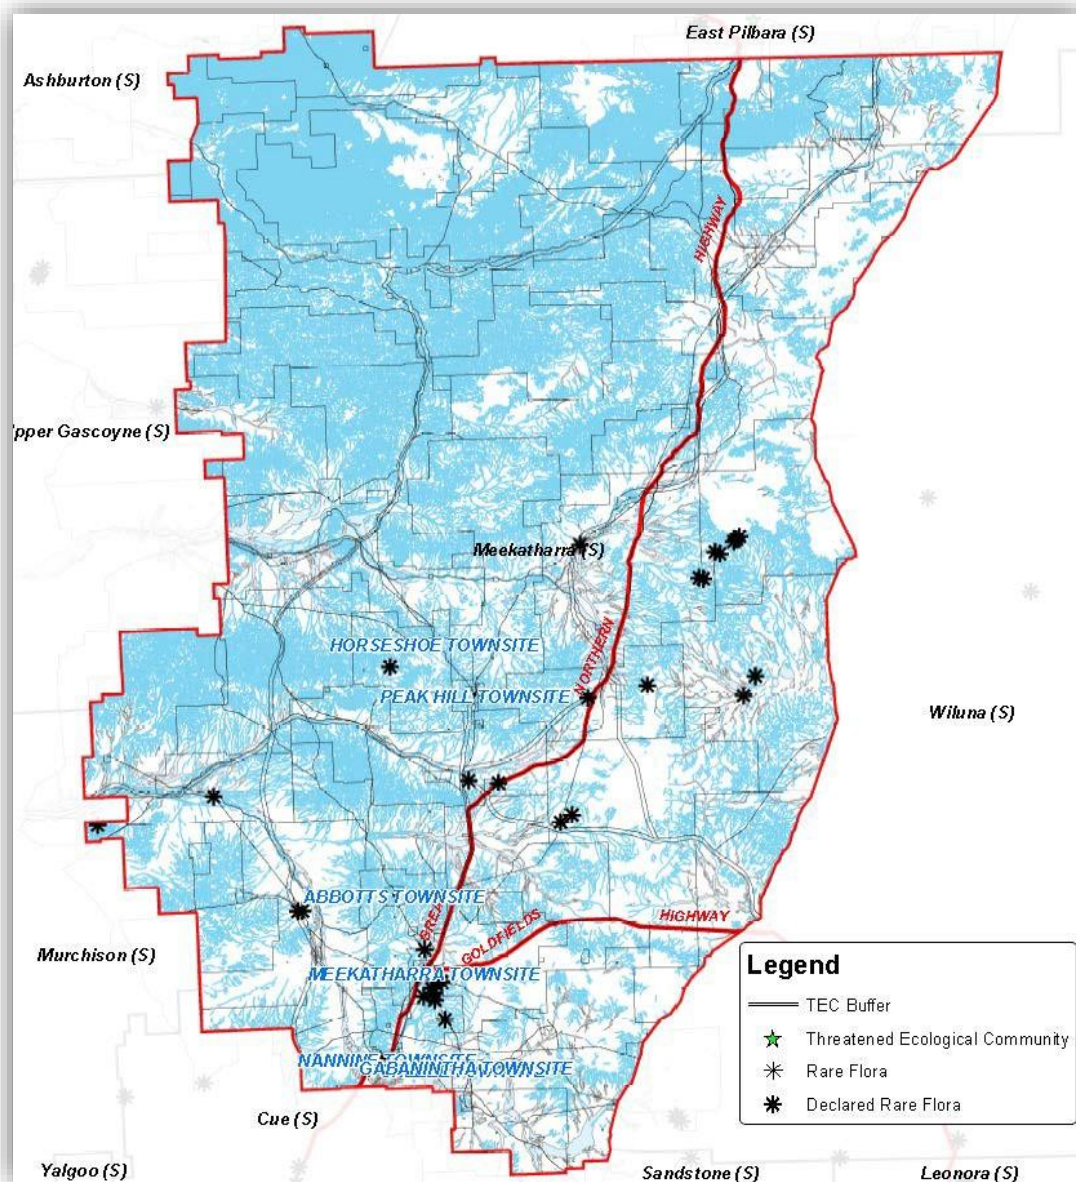 East Pilbara (S)
Ashburton (S)
HIGHWAY
pper Gascoyne (S)
Meekatharra (S)
HORSESHOE TOWNSITE
NORTHERN
PEAK HILL TOWNSITE
Wiluna (S)
ABBOTTS TOWNSITE
GOLDFIELDS
HIGHWAY
Murchison (S)
MEEKATHARRA TOWNSITE
Legend
TEC Buffer
Threatened Ecological Community
Rare Flora
Declared Rare Flora
NANNINE TOWNSITE
GABANINTHA TOWNSITE
Cue (S)
Yalgoo (S)
Sandstone (S)
Leonora (S)